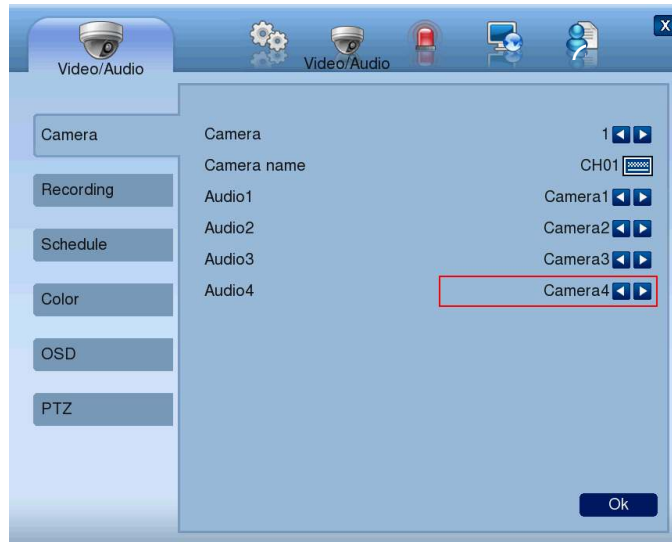 Video/Audio
Video/Audio
X
Camera
Recording
Schedule
Color
OSD
PTZ
Camera 1
Camera name CH01
Audio1 Camera1
Audio2 Camera2
Audio3 Camera3
Audio4 Camera4
Ok